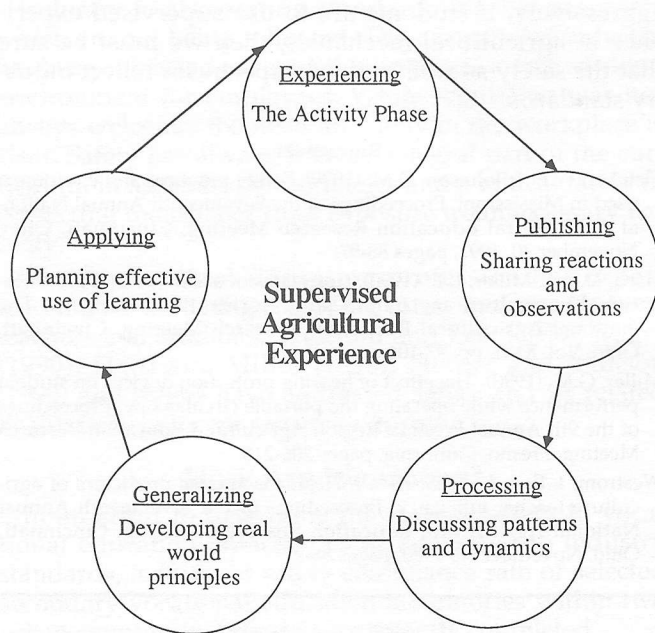 Experiencing
The Activity Phase
Publishing
Sharing reactions
and
observations
Processing
Discussing patterns
and dynamics
Generalizing
Developing real
world
principles
Applying
Planning effective
use of learning
Supervised
Agricultural
Experience